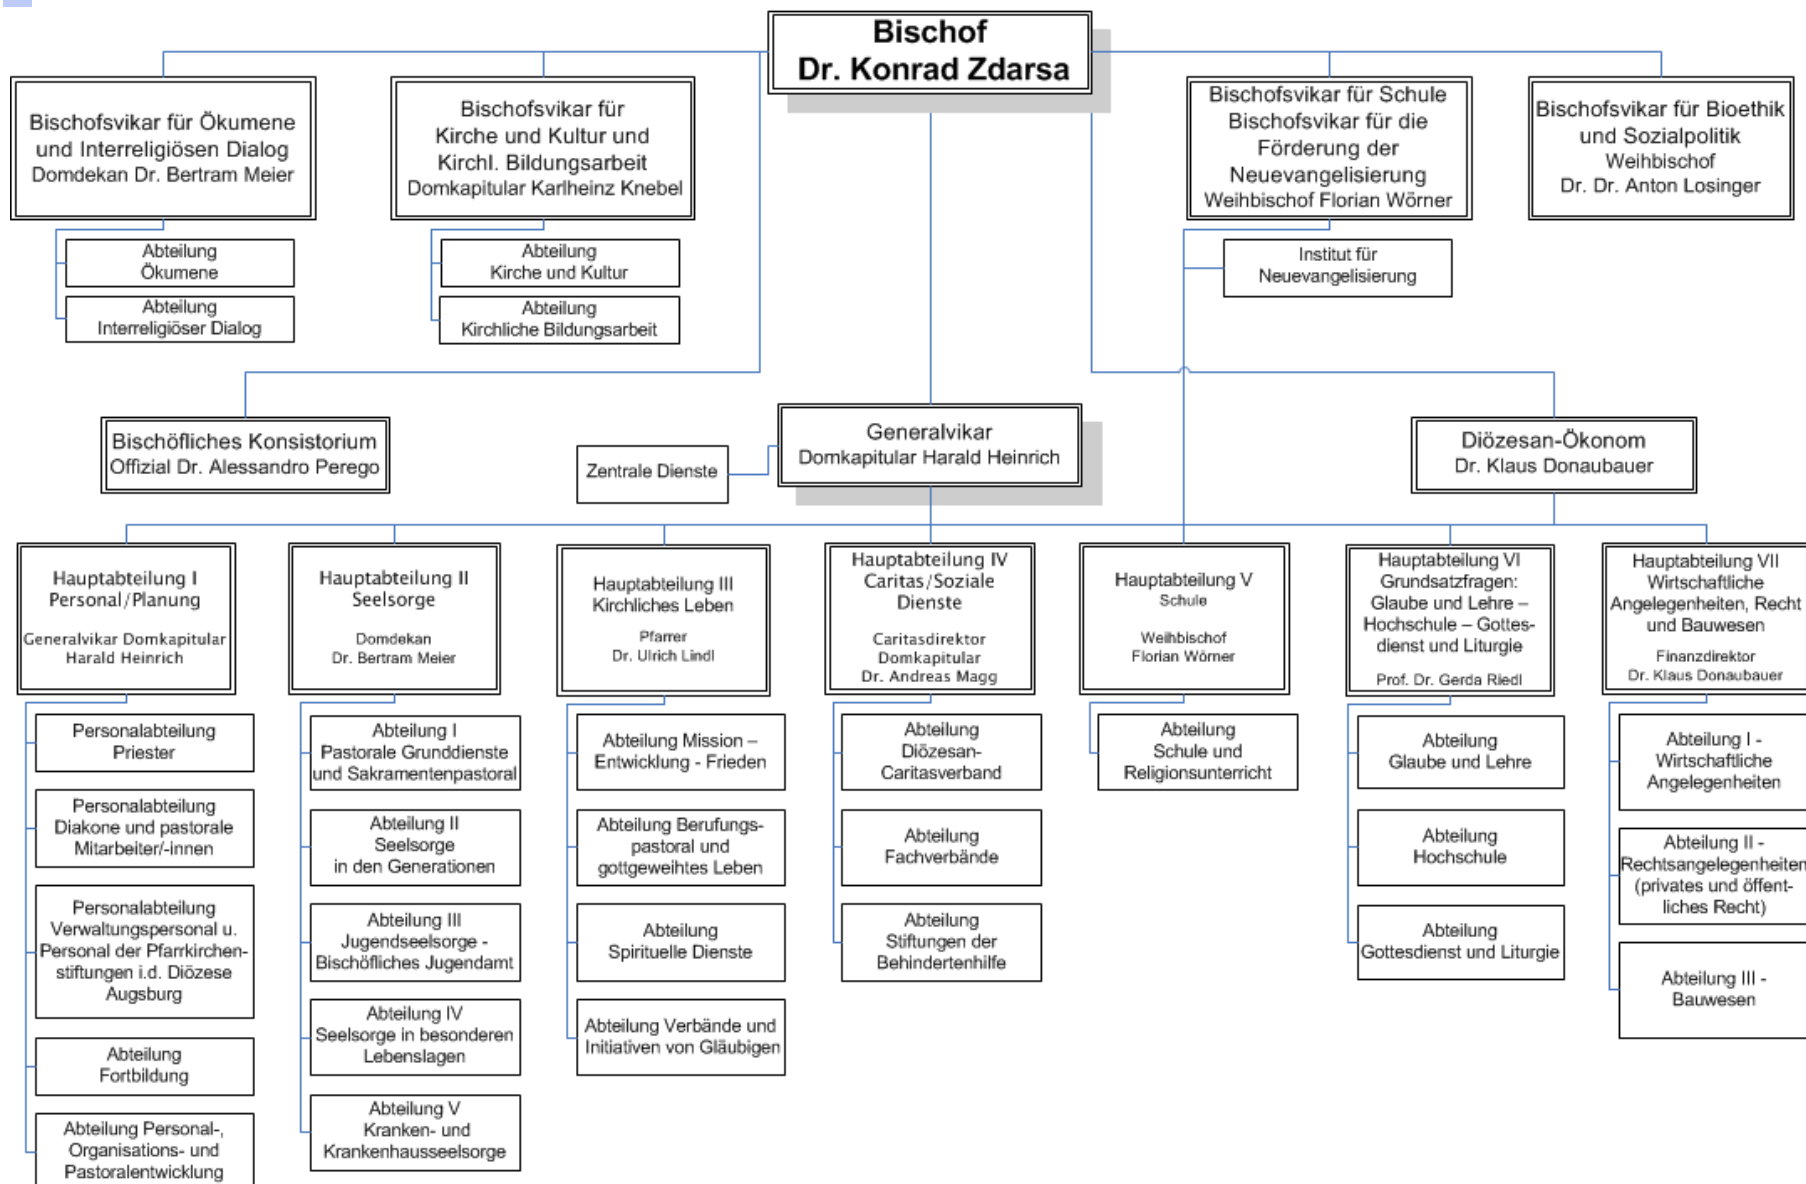 Bischof
Dr. Konrad Zdarsa
Bischofsvikar für Ökumene
und Interreligiösen Dialog
Domdekan Dr. Bertram Meier
Abteilung
Ökumene
Abteilung
Interreligiöser Dialog
Bischofsvikar für
Kirche und Kultur und
Kirchl. Bildungsarbeit
Domkapitular Karlheinz Knebel
Abteilung
Kirche und Kultur
Abteilung
Kirchliche Bildungsarbeit
Bischofsvikar für Schule
Bischofsvikar für die
Förderung der
Neuevangelisierung
Weihbischof Florian Wörner
Institut für
Neuevangelisierung
Bischofsvikar für Bioethik
und Sozialpolitik
Weihbischof
Dr. Dr. Anton Losinger
Bischöfliches Konsistorium
Offizial Dr. Alessandro Perego
Zentrale Dienste
Generalvikar
Domkapitular Harald Heinrich
Diözesan-Ökonom
Dr. Klaus Donaubauer
Hauptabteilung I
Personal/Planung
Generalvikar Domkapitular
Harald Heinrich
Personalabteilung
Priester
Personalabteilung
Diakone und pastorale
Mitarbeiter/-innen
Personalabteilung
Verwaltungspersonal u.
Personal der Pfarrkirchen-
stiftungen i.d. Diözese
Augsburg
Abteilung
Fortbildung
Abteilung Personal-,
Organisations- und
Pastoralentwicklung
Hauptabteilung II
Seelsorge
Domdekan
Dr. Bertram Meier
Abteilung I
Pastorale Grunddienste
und Sakramentenpastoral
Abteilung II
Seelsorge
in den Generationen
Abteilung III
Jugendseelsorge -
Bischöfliches Jugendamt
Abteilung IV
Seelsorge in besonderen
Lebenslagen
Abteilung V
Kranken- und
Krankenhausseelsorge
Hauptabteilung III
Kirchliches Leben
Pfarrer
Dr. Ulrich Lindl
Abteilung Mission –
Entwicklung - Frieden
Abteilung Berufungs-
pastoral und
gottgeweihtes Leben
Abteilung
Spirituelle Dienste
Abteilung Verbände und
Initiativen von Gläubigen
Hauptabteilung IV
Caritas/Soziale
Dienste
Caritasdirektor
Domkapitular
Dr. Andreas Magg
Abteilung
Diözesan-
Caritasverband
Abteilung
Fachverbände
Abteilung
Stiftungen der
Behindertenhilfe
Hauptabteilung V
Schule
Weihbischof
Florian Wörner
Abteilung
Schule und
Religionsunterricht
Hauptabteilung VI
Grundsatzfragen:
Glaube und Lehre –
Hochschule – Gottes-
dienst und Liturgie
Prof. Dr. Gerda Riedl
Abteilung
Glaube und Lehre
Abteilung
Hochschule
Abteilung
Gottesdienst und Liturgie
Hauptabteilung VII
Wirtschaftliche
Angelegenheiten, Recht
und Bauwesen
Finanzdirektor
Dr. Klaus Donaubauer
Abteilung I -
Wirtschaftliche
Angelegenheiten
Abteilung II -
Rechtsangelegenheiten
(privates und öffent-
liches Recht)
Abteilung III -
Bauwesen